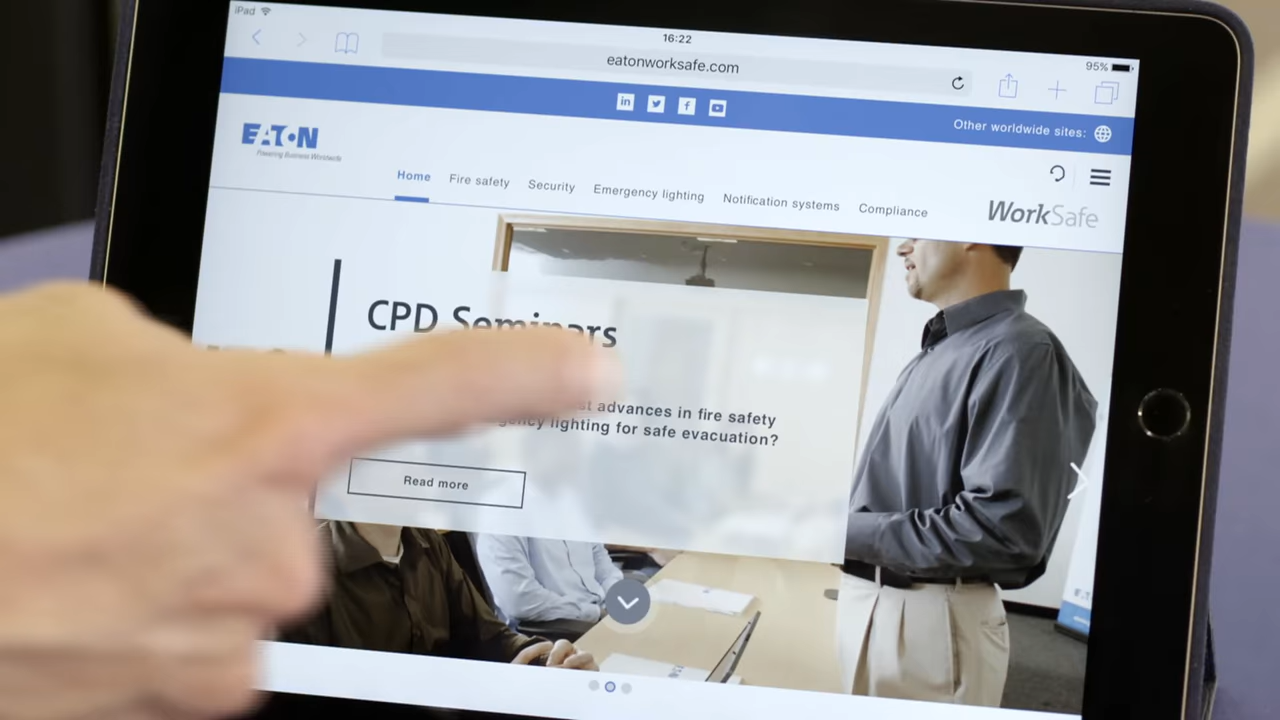 iPad
16:22
95%
eatonworksafe.com
in
f
Other worldwide sites:
EATON
Powering Business Worldwide
Home
Fire safety
Security
Emergency lighting
Notification systems
Compliance
WorkSafe
CPD Seminars
advances in fire safety
lighting for safe evacuation?
Read more